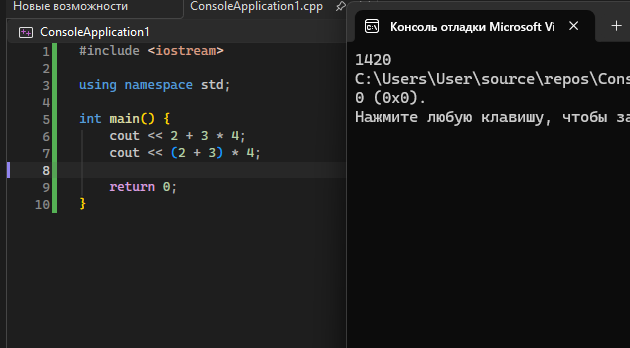 Новые возможности
ConsoleApplication1.cpp
ConsoleApplication1
1 #include <iostream>
2
3 using namespace std;
4
5 int main() {
6 cout << 2 + 3 * 4;
7 cout << (2 + 3) * 4;
8
9 return 0;
10 }
Консоль отладки Microsoft Vi
1420
C:\Users\User\source\repos\Cons
0 (0x0).
Нажмите любую клавишу, чтобы за